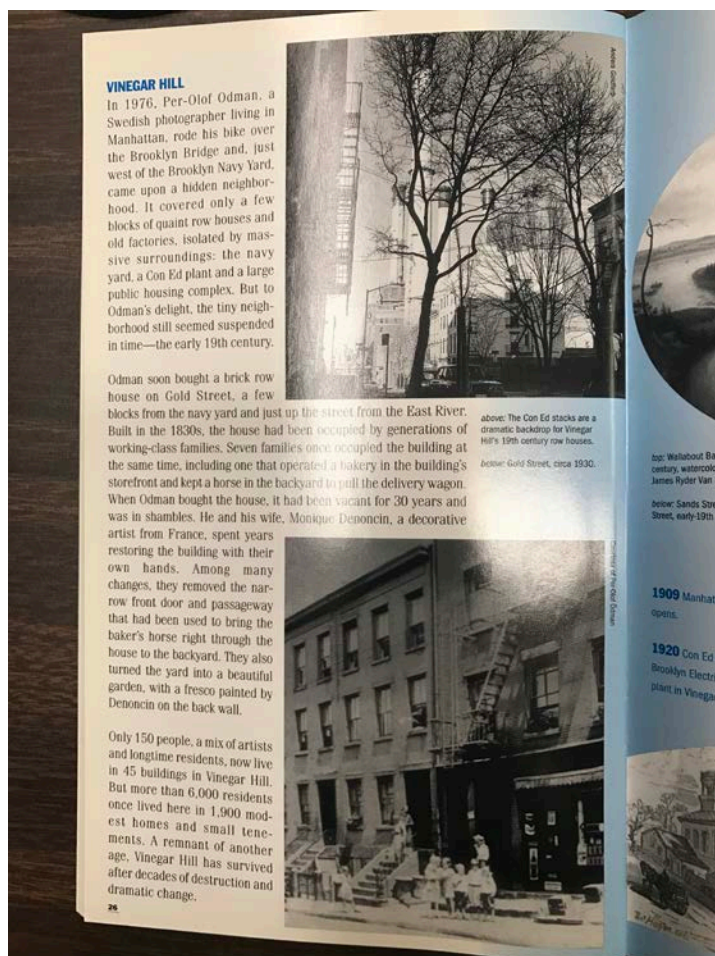 VINEGAR HILL
In 1976, Per-Olof Odman, a
Swedish photographer living in
Manhattan, rode his bike over
the Brooklyn Bridge and, just
west of the Brooklyn Navy Yard,
came upon a hidden neighbor-
hood. It covered only a few
blocks of quaint row houses and
old factories, isolated by mas-
sive surroundings: the navy
yard, a Con Ed plant and a large
public housing complex. But to
Odman's delight, the tiny neigh-
borhood still seemed suspended
in time—the early 19th century.
Odman soon bought a brick row
house on Gold Street, a few
blocks from the navy yard and just up the street from the East River.
Built in the 1830s, the house had been occupied by generations of
working-class families. Seven families once occupied the building at
the same time, including one that operated a bakery in the building's
storefront and kept a horse in the backyard to pull the delivery wagon.
When Odman bought the house, it had been vacant for 30 years and
was in shambles. He and his wife, Monique Denoncin, a decorative
artist from France, spent years
restoring the building with their
own hands. Among many
changes, they removed the nar-
row front door and passageway
that had been used to bring the
baker's horse right through the
house to the backyard. They also
turned the yard into a beautiful
garden, with a fresco painted by
Denoncin on the back wall.
Only 150 people, a mix of artists
and longtime residents, now live
in 45 buildings in Vinegar Hill.
But more than 6,000 residents
once lived here in 1,900 mod-
est homes and small tene-
ments. A remnant of another
age, Vinegar Hill has survived
after decades of destruction and
dramatic change.
26
above: The Con Ed stacks are a
dramatic backdrop for Vinegar
Hill's 19th century row houses.
below: Gold Street, circa 1930.
Courtesy of Per-Olof Odman
top: Wallabout Ba
century, watercolo
James Ryder Van
below: Sands Stre
Street, early-19th
1909 Manhat
opens.
1920 Con Ed
Brooklyn Electri
plant in Vinega